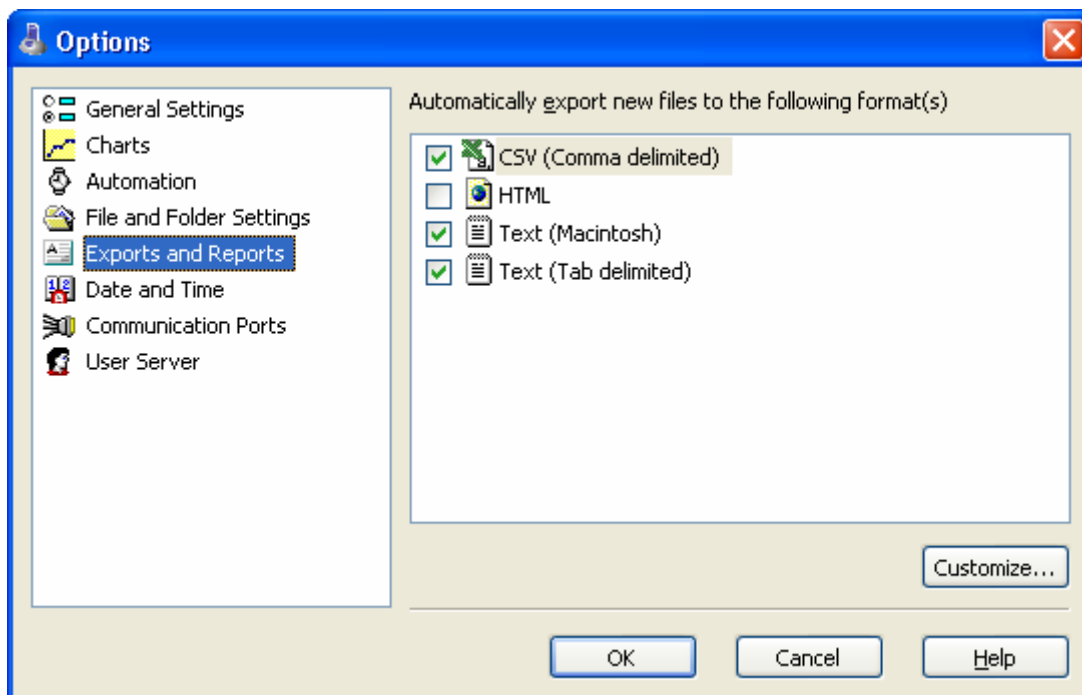 Options
General Settings
Charts
Automation
File and Folder Settings
Exports and Reports
Date and Time
Communication Ports
User Server
Automatically export new files to the following format(s)
CSV (Comma delimited)
HTML
Text (Macintosh)
Text (Tab delimited)
Customize...
OK
Cancel
Help